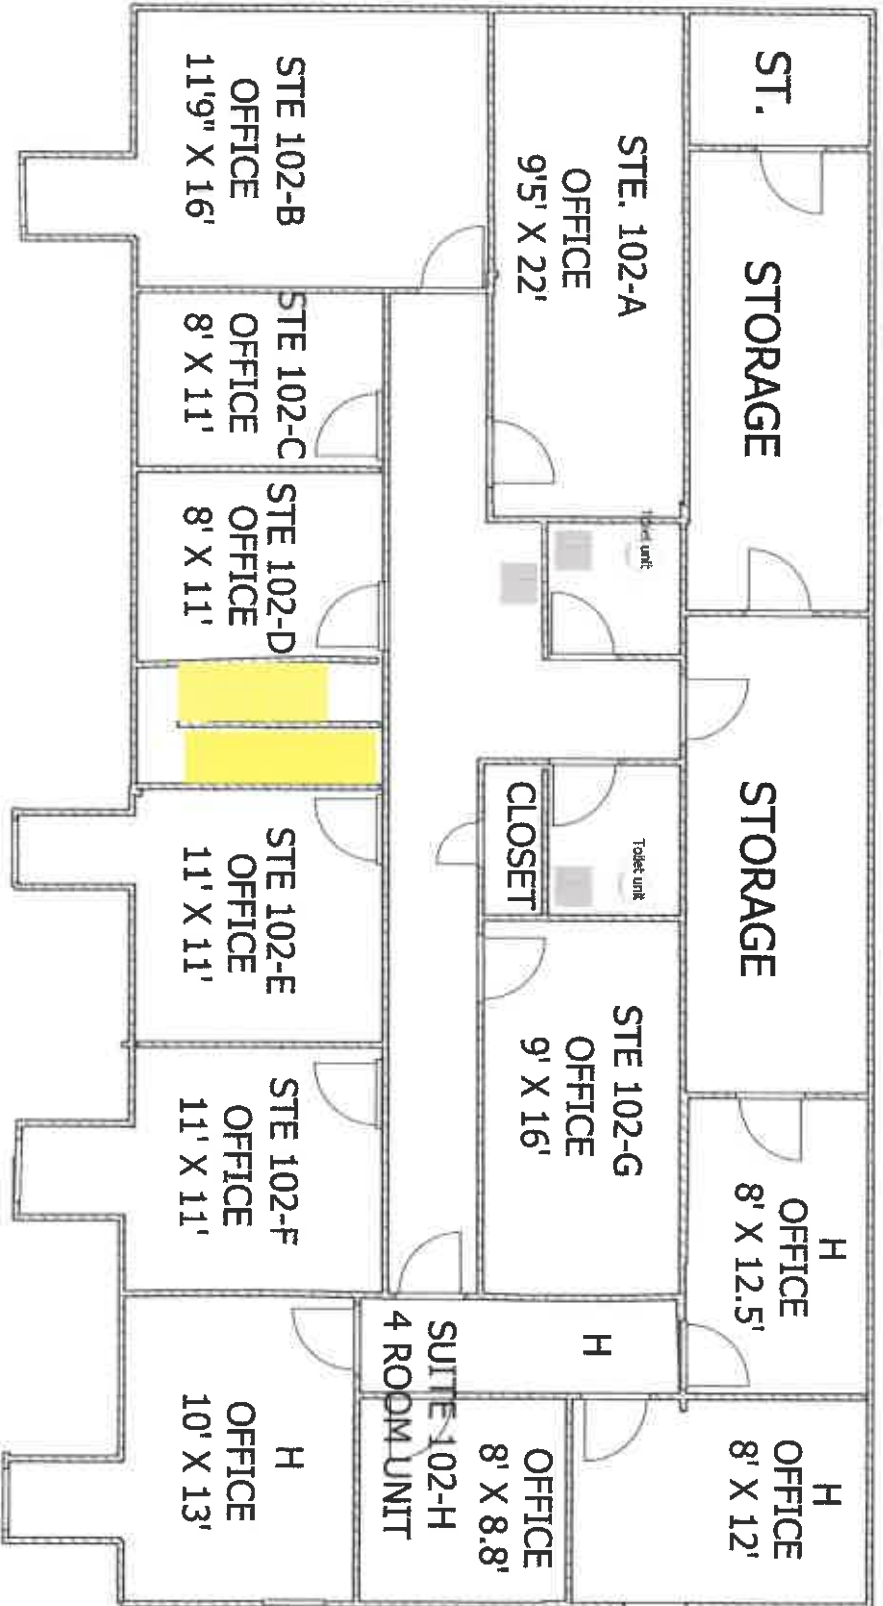 ST.
STORAGE
STORAGE
H
OFFICE
8' X 12.5'
H
OFFICE
8' X 12'
STE. 102-A
OFFICE
9'5' X 22'
Toilet unit
Toilet unit
CLOSET
STE 102-G
OFFICE
9' X 16'
H
SUITE 102-H
4 ROOM UNIT
OFFICE
8' X 8.8'
STE 102-B
OFFICE
11'9" X 16'
STE 102-C
OFFICE
8' X 11'
STE 102-D
OFFICE
8' X 11'
STE 102-E
OFFICE
11' X 11'
STE 102-F
OFFICE
11' X 11'
H
OFFICE
10' X 13'